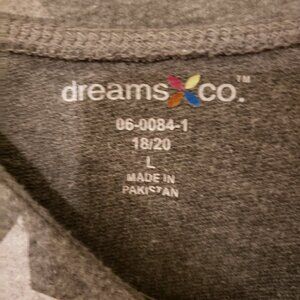 dreams co.™
06-0084-1
18/20
L
MADE IN
PAKISTAN